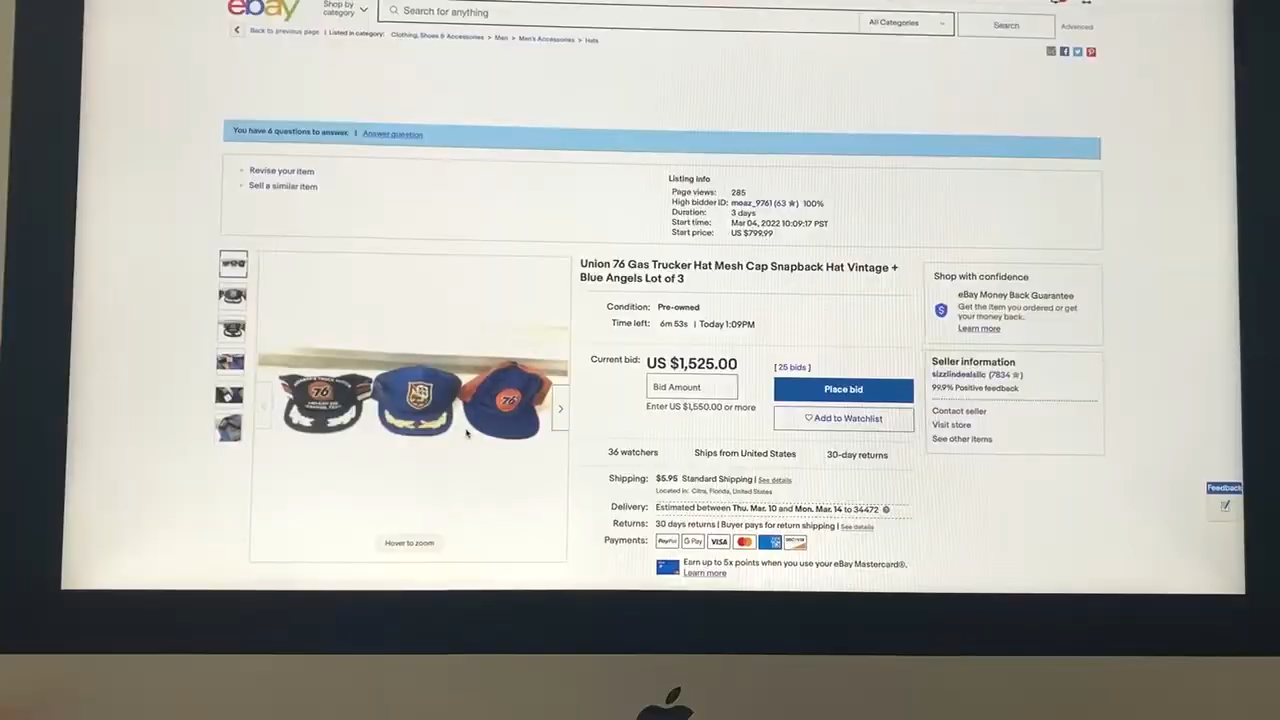 ebay
Shop by
category
Search for anything
All Categories
Search
Advanced
Back to previous page | Listed in category: Clothing, Shoes & Accessories > Men > Men's Accessories > Hats
You have 6 questions to answer. | Answer question
Revise your item
Sell a similar item
Listing info
Page views: 285
High bidder ID: moaz_9761 (63 ★) 100%
Duration: 3 days
Start time: Mar 04, 2022 10:09:17 PST
Start price: US $799.99
Union 76 Gas Trucker Hat Mesh Cap Snapback Hat Vintage +
Blue Angels Lot of 3
Condition: Pre-owned
Time left: 6m 53s | Today 1:09PM
Current bid: US $1,525.00 [ 25 bids ]
Bid Amount
Place bid
Enter US $1,550.00 or more
Add to Watchlist
36 watchers Ships from United States 30-day returns
Shipping: $5.95 Standard Shipping | See details
Located in: Citra, Florida, United States
Delivery: Estimated between Thu. Mar. 10 and Mon. Mar. 14 to 34472
Returns: 30 days returns | Buyer pays for return shipping | See details
Payments: PayPal G Pay VISA
Earn up to 5x points when you use your eBay Mastercard®.
Learn more
Shop with confidence
eBay Money Back Guarantee
Get the item you ordered or get
your money back.
Learn more
Seller information
sizzlindealsllc (7834 ★)
99.9% Positive feedback
Contact seller
Visit store
See other items
Feedback
76
76
Hover to zoom